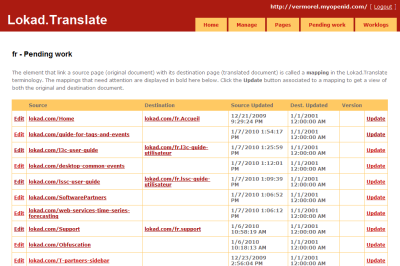 http://vermorel.myopenid.com/ [ Logout ]
Lokad.Translate
Home Manage Pages Pending work Worklogs
fr - Pending work
The element that link a source page (original document) with its destination page (translated document) is called a mapping in the Lokad.Translate
terminology. The mappings that need attention are displayed in bold here below. Click the Update button associated to a mapping to get a view of
both the original and destination document.
Source Destination Source Updated Dest. Updated Version
Edit lokad.com/Home lokad.com/fr.Accueil 12/21/2009 9:29:24 PM 1/1/2001 12:00:00 AM Update
Edit lokad.com/guide-for-tags-and-events 1/7/2010 1:54:17 PM 1/1/2001 12:00:00 AM Update
Edit lokad.com/l3c-user-guide lokad.com/fr.l3c-guide-utilisateur 1/7/2010 1:25:59 PM 1/1/2001 12:00:00 AM Update
Edit lokad.com/desktop-common-events 1/7/2010 1:12:01 PM 1/1/2001 12:00:00 AM Update
Edit lokad.com/lssc-user-guide lokad.com/fr.lssc-guide-utilisateur 1/7/2010 1:09:39 PM 1/1/2001 12:00:00 AM Update
Edit lokad.com/SoftwarePartners 1/7/2010 1:06:52 PM 1/1/2001 12:00:00 AM Update
Edit lokad.com/web-services-time-series-forecasting 1/7/2010 1:06:12 PM 1/1/2001 12:00:00 AM Update
Edit lokad.com/Support lokad.com/fr.support 1/6/2010 10:58:19 AM 1/1/2001 12:00:00 AM Update
Edit lokad.com/Obfuscation 1/6/2010 10:18:13 AM 1/1/2001 12:00:00 AM Update
Edit lokad.com/T-partners-sidebar 12/23/2009 2:56:04 PM 1/1/2001 12:00:00 AM Update